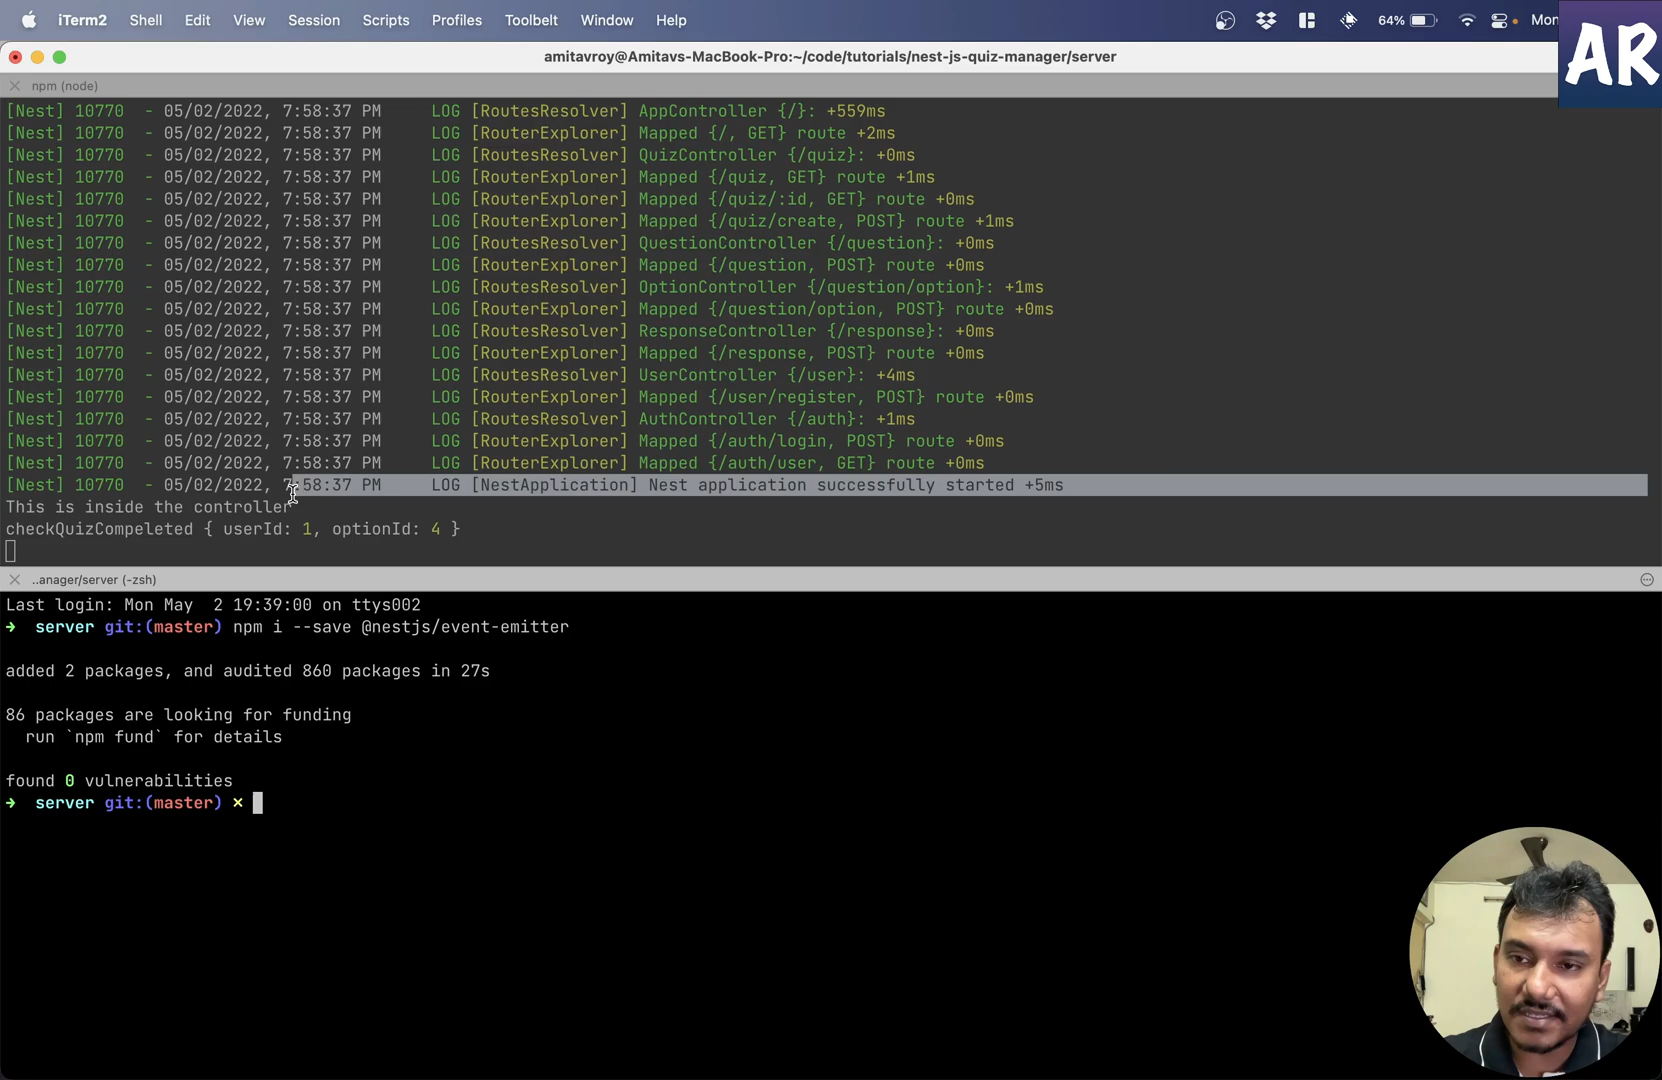 iTerm2 Shell Edit View Session Scripts Profiles Toolbelt Window Help 64% Mon
AR
amitavroy@Amitavs-MacBook-Pro:~/code/tutorials/nest-js-quiz-manager/server
npm (node)
[Nest] 10770  - 05/02/2022, 7:58:37 PM     LOG [RoutesResolver] AppController {/}: +559ms
[Nest] 10770  - 05/02/2022, 7:58:37 PM     LOG [RouterExplorer] Mapped {/, GET} route +2ms
[Nest] 10770  - 05/02/2022, 7:58:37 PM     LOG [RoutesResolver] QuizController {/quiz}: +0ms
[Nest] 10770  - 05/02/2022, 7:58:37 PM     LOG [RouterExplorer] Mapped {/quiz, GET} route +1ms
[Nest] 10770  - 05/02/2022, 7:58:37 PM     LOG [RouterExplorer] Mapped {/quiz/:id, GET} route +0ms
[Nest] 10770  - 05/02/2022, 7:58:37 PM     LOG [RouterExplorer] Mapped {/quiz/create, POST} route +1ms
[Nest] 10770  - 05/02/2022, 7:58:37 PM     LOG [RoutesResolver] QuestionController {/question}: +0ms
[Nest] 10770  - 05/02/2022, 7:58:37 PM     LOG [RouterExplorer] Mapped {/question, POST} route +0ms
[Nest] 10770  - 05/02/2022, 7:58:37 PM     LOG [RoutesResolver] OptionController {/question/option}: +1ms
[Nest] 10770  - 05/02/2022, 7:58:37 PM     LOG [RouterExplorer] Mapped {/question/option, POST} route +0ms
[Nest] 10770  - 05/02/2022, 7:58:37 PM     LOG [RoutesResolver] ResponseController {/response}: +0ms
[Nest] 10770  - 05/02/2022, 7:58:37 PM     LOG [RouterExplorer] Mapped {/response, POST} route +0ms
[Nest] 10770  - 05/02/2022, 7:58:37 PM     LOG [RoutesResolver] UserController {/user}: +4ms
[Nest] 10770  - 05/02/2022, 7:58:37 PM     LOG [RouterExplorer] Mapped {/user/register, POST} route +0ms
[Nest] 10770  - 05/02/2022, 7:58:37 PM     LOG [RoutesResolver] AuthController {/auth}: +1ms
[Nest] 10770  - 05/02/2022, 7:58:37 PM     LOG [RouterExplorer] Mapped {/auth/login, POST} route +0ms
[Nest] 10770  - 05/02/2022, 7:58:37 PM     LOG [RouterExplorer] Mapped {/auth/user, GET} route +0ms
[Nest] 10770  - 05/02/2022, 7:58:37 PM     LOG [NestApplication] Nest application successfully started +5ms
This is inside the controller
checkQuizCompeleted { userId: 1, optionId: 4 }
..anager/server (-zsh)
Last login: Mon May  2 19:39:00 on ttys002
→  server git:(master) npm i --save @nestjs/event-emitter
added 2 packages, and audited 860 packages in 27s
86 packages are looking for funding
  run `npm fund` for details
found 0 vulnerabilities
→  server git:(master) ×